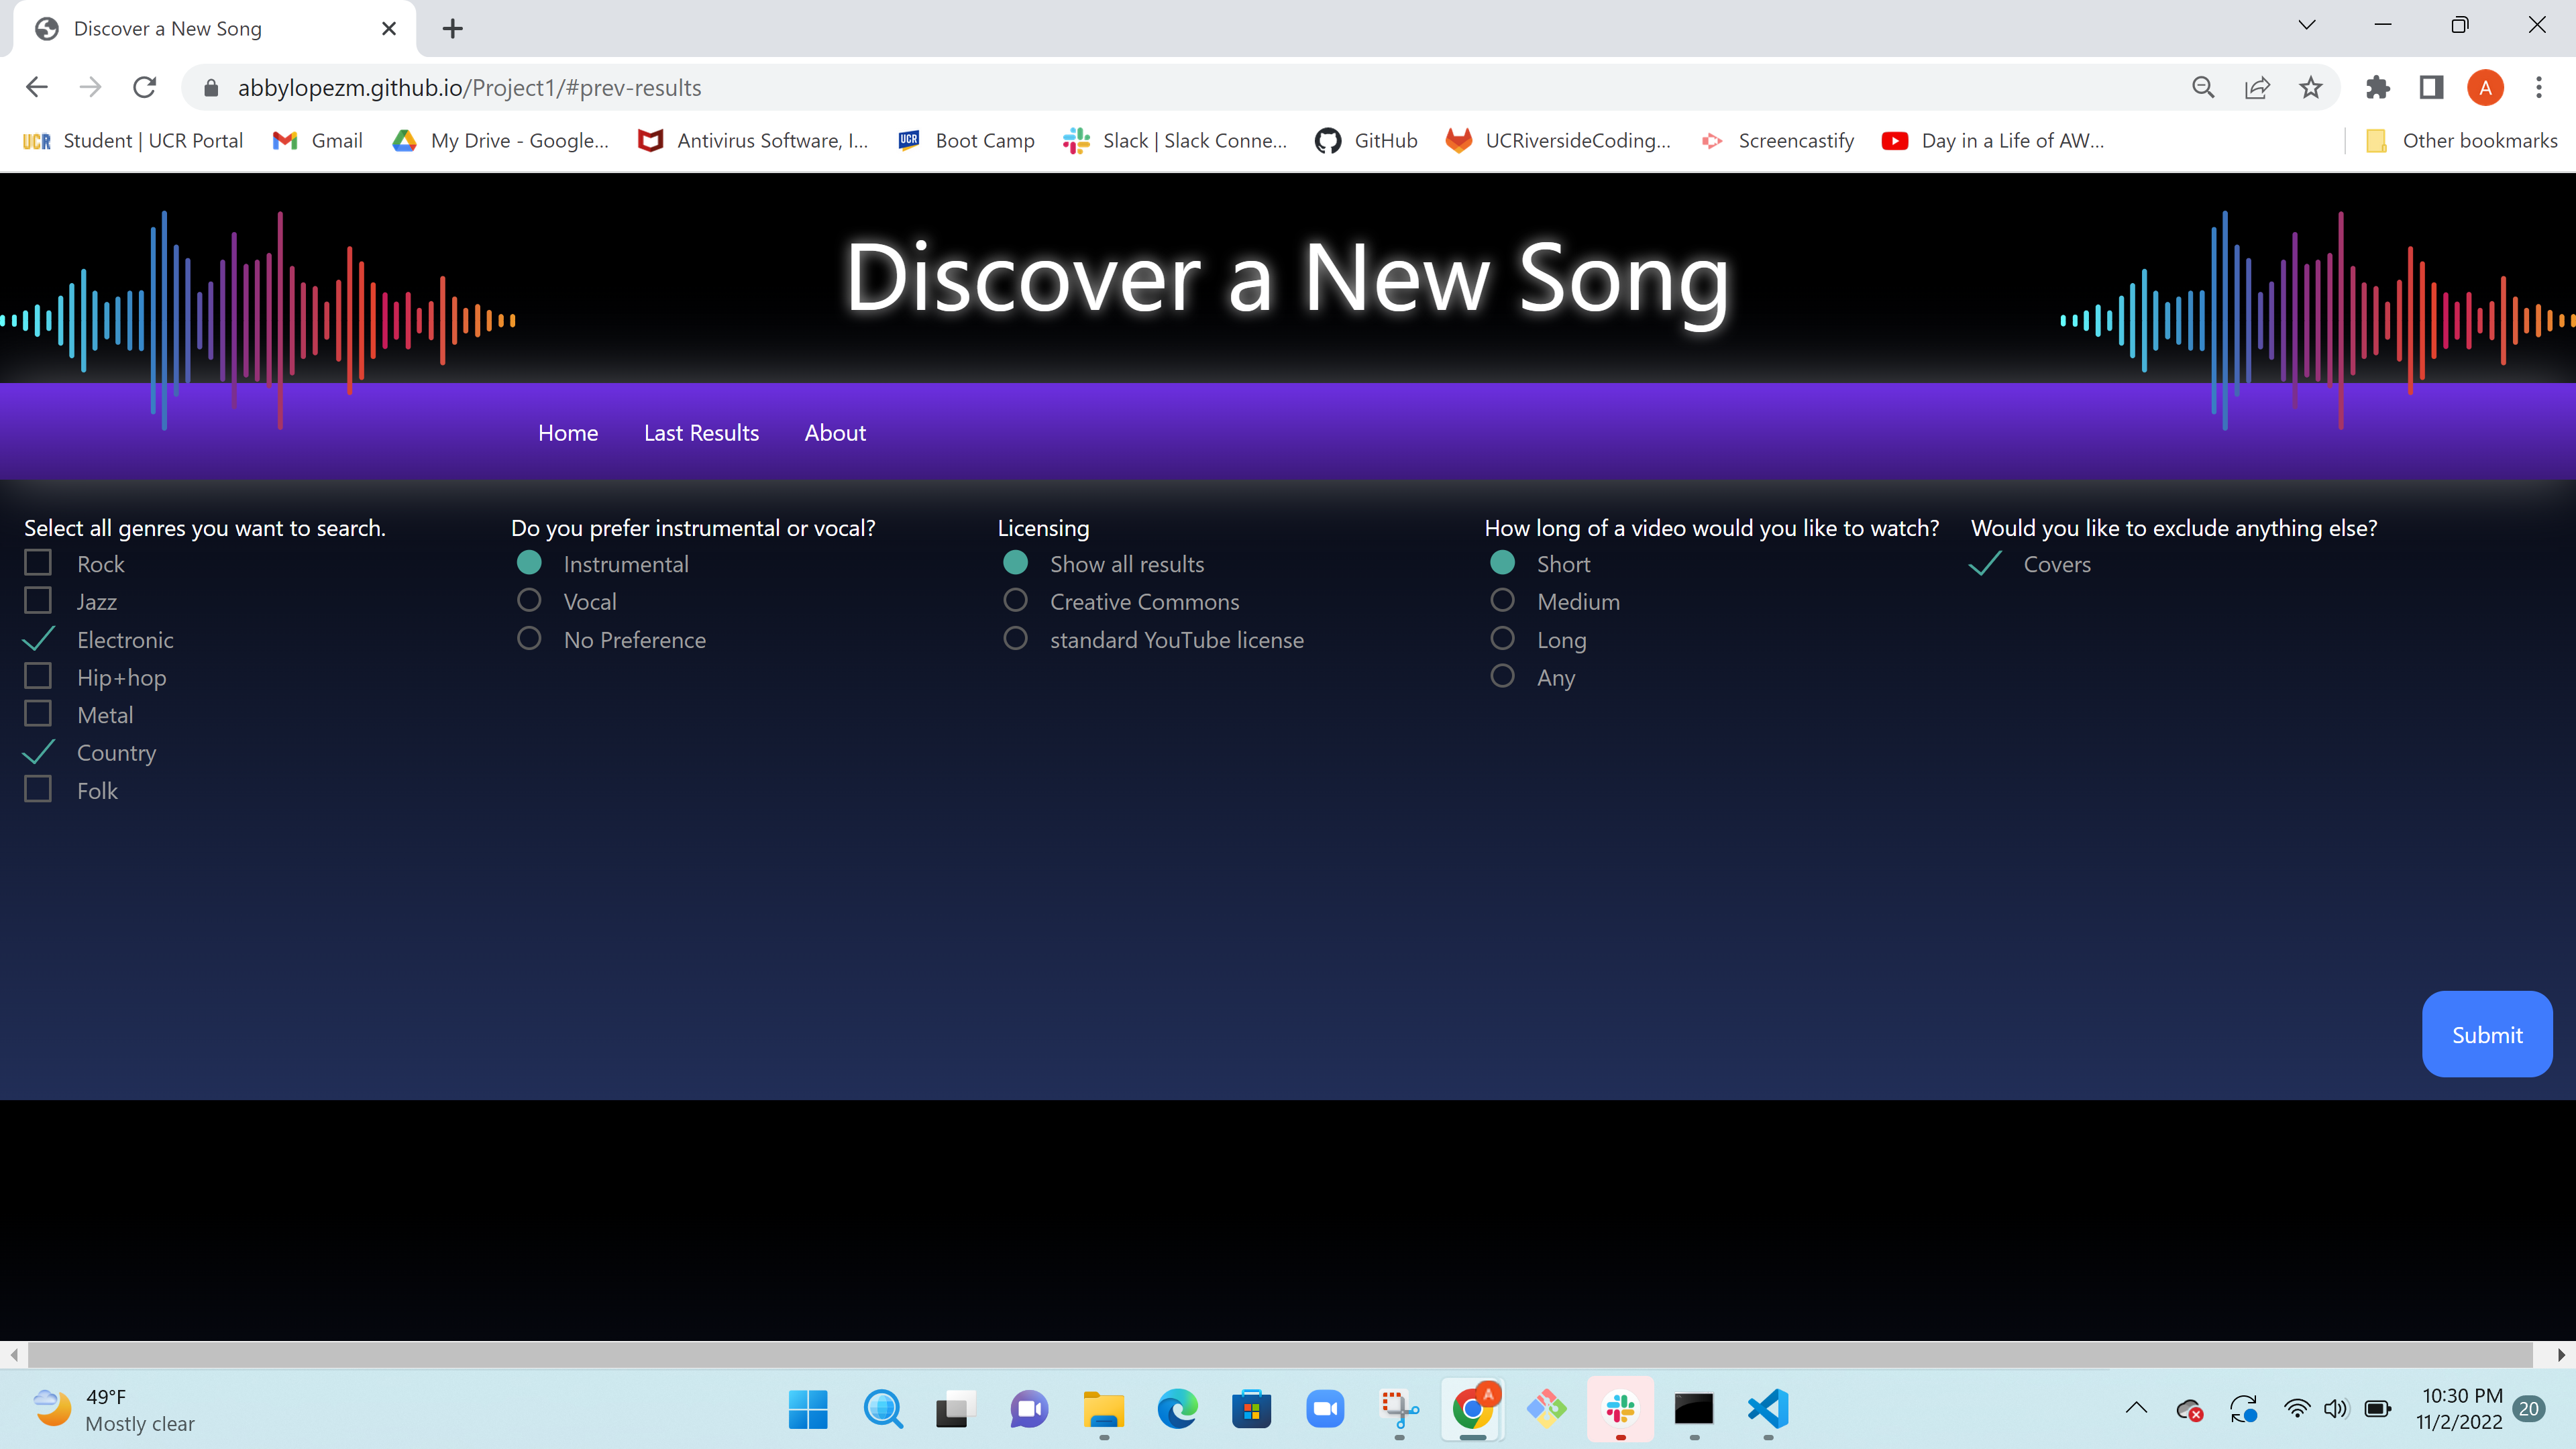 Discover a New Song
abbylopezm.github.io/Project1/#prev-results
A
UCR Student | UCR Portal Gmail My Drive - Google... Antivirus Software, I... UCR Boot Camp Slack | Slack Conne... GitHub UCRiversideCoding... Screencastify Day in a Life of AW... Other bookmarks
Discover a New Song
Home Last Results About
Select all genres you want to search.
Rock
Jazz
Electronic
Hip+hop
Metal
Country
Folk
Do you prefer instrumental or vocal?
Instrumental
Vocal
No Preference
Licensing
Show all results
Creative Commons
standard YouTube license
How long of a video would you like to watch?
Short
Medium
Long
Any
Would you like to exclude anything else?
Covers
Submit
49°F
Mostly clear
A
10:30 PM
11/2/2022
20